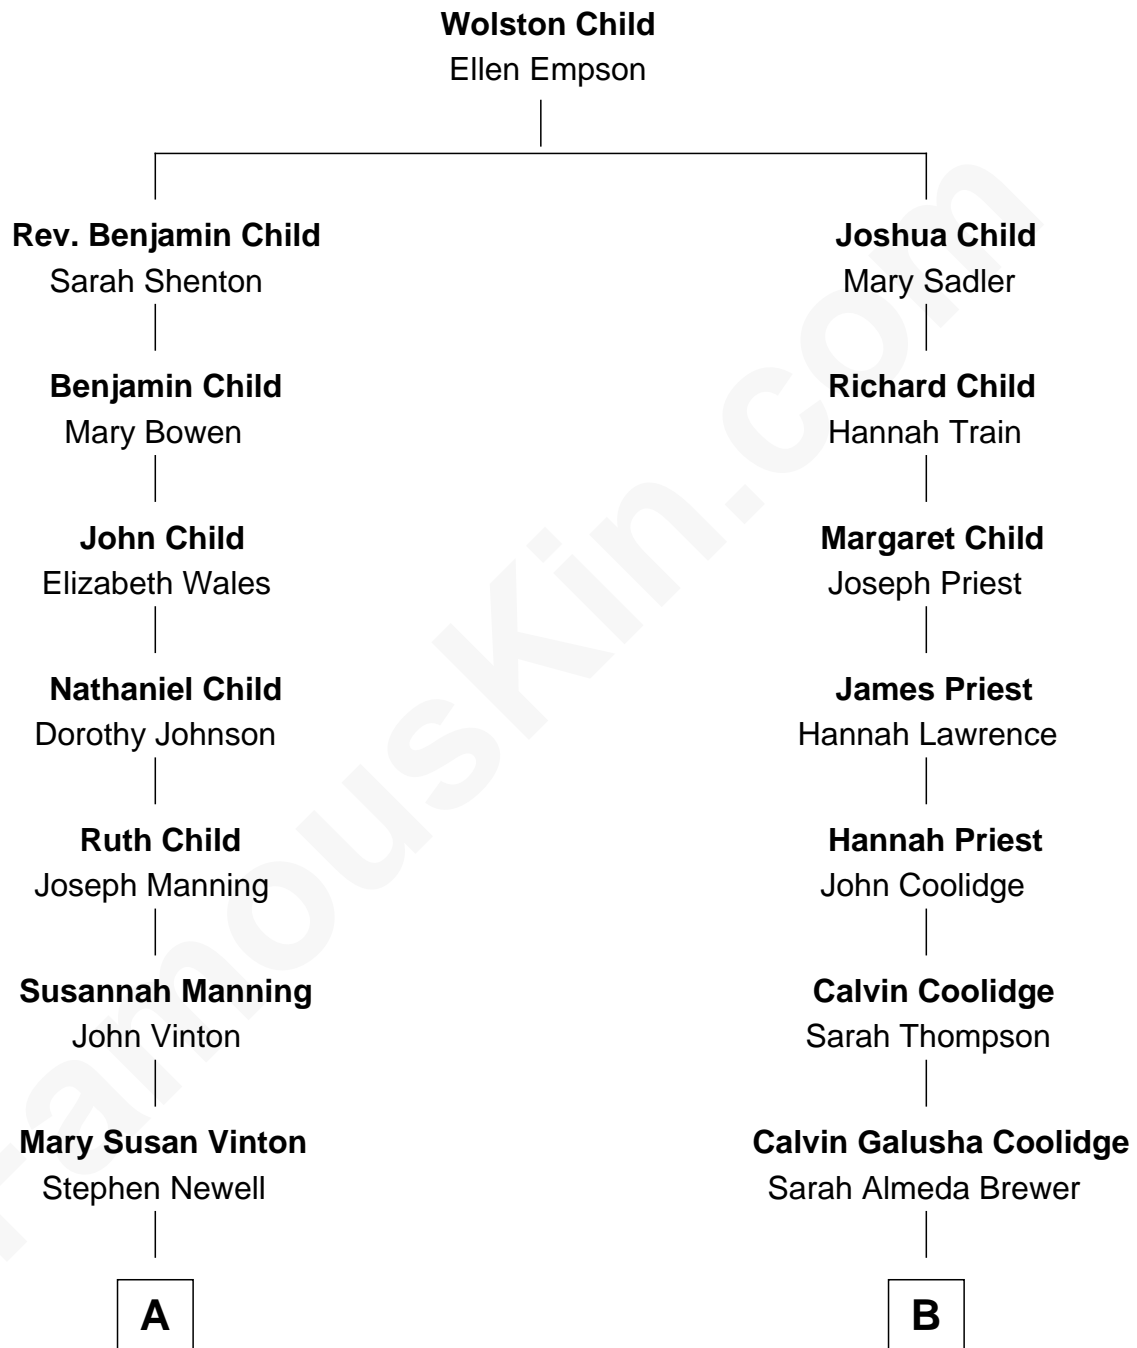 Wolston Child
Ellen Empson
Rev. Benjamin Child
Sarah Shenton
Joshua Child
Mary Sadler
Benjamin Child
Mary Bowen
Richard Child
Hannah Train
John Child
Elizabeth Wales
Margaret Child
Joseph Priest
Nathaniel Child
Dorothy Johnson
James Priest
Hannah Lawrence
Ruth Child
Joseph Manning
Hannah Priest
John Coolidge
Susannah Manning
John Vinton
Calvin Coolidge
Sarah Thompson
Mary Susan Vinton
Stephen Newell
Calvin Galusha Coolidge
Sarah Almeda Brewer
A
B
FamousKin.com